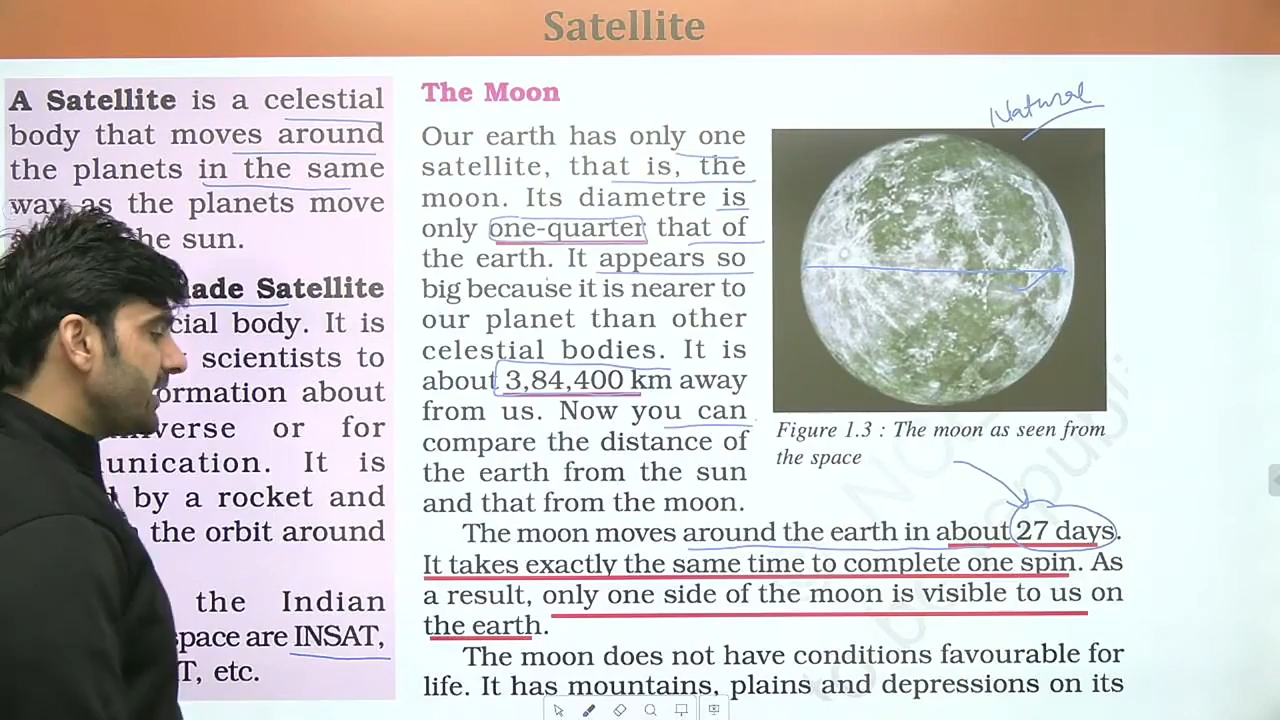 Satellite
A Satellite is a celestial
body that moves around
the planets in the same
way as the planets move
he sun.
ade Satellite
cial body. It is
scientists to
ormation about
verse or for
unication. It is
by a rocket and
the orbit around
the Indian
space are INSAT,
T, etc.
The Moon
Our earth has only one
satellite, that is, the
moon. Its diametre is
only one-quarter that of
the earth. It appears so
big because it is nearer to
our planet than other
celestial bodies. It is
about 3,84,400 km away
from us. Now you can
compare the distance of
the earth from the sun
and that from the moon.
Natural
Figure 1.3 : The moon as seen from
the space
The moon moves around the earth in about 27 days.
It takes exactly the same time to complete one spin. As
a result, only one side of the moon is visible to us on
the earth.
The moon does not have conditions favourable for
life. It has mountains, plains and depressions on its